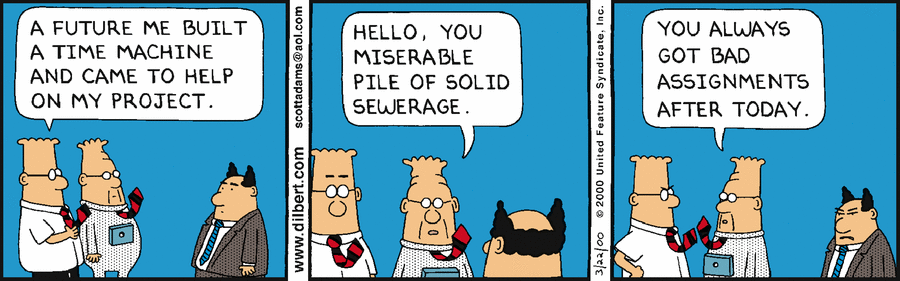 A FUTURE ME BUILT
A TIME MACHINE
AND CAME TO HELP
ON MY PROJECT.
www.dilbert.com
scottadams@aol.com
HELLO, YOU
MISERABLE
PILE OF SOLID
SEWERAGE.
3/22/00 © 2000 United Feature Syndicate, Inc.
YOU ALWAYS
GOT BAD
ASSIGNMENTS
AFTER TODAY.